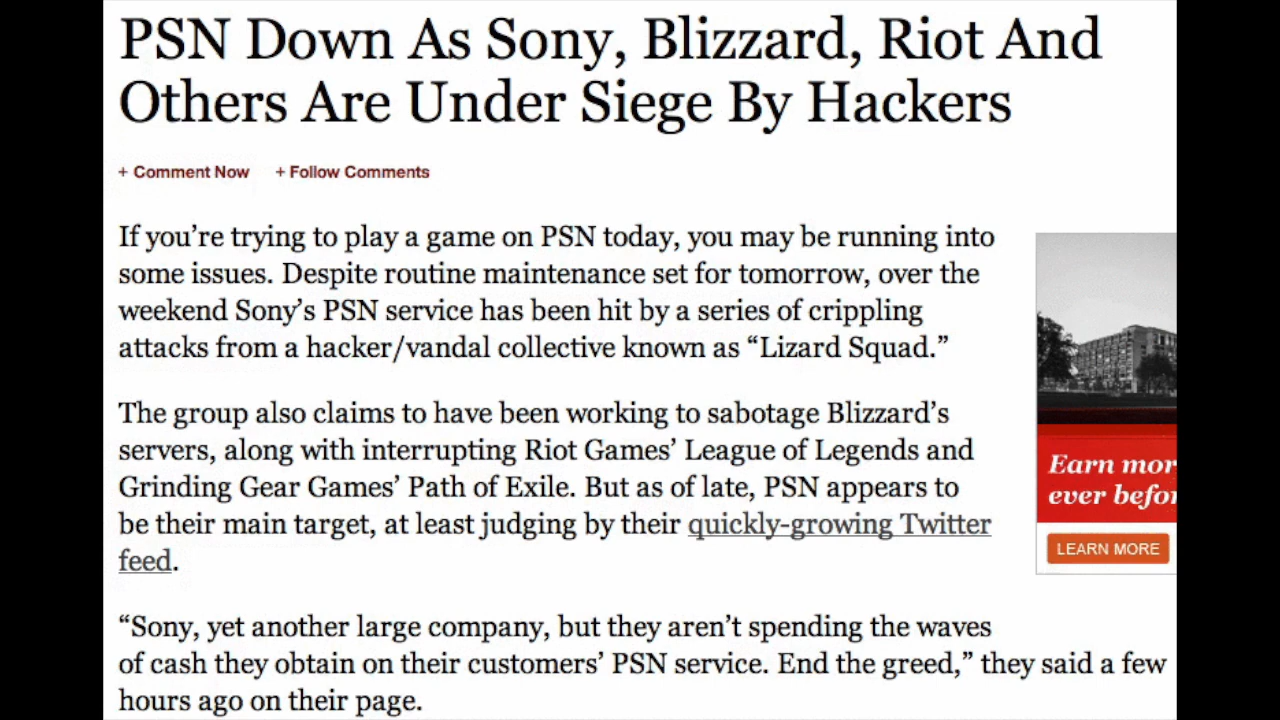 PSN Down As Sony, Blizzard, Riot And
Others Are Under Siege By Hackers
+ Comment Now + Follow Comments
If you’re trying to play a game on PSN today, you may be running into
some issues. Despite routine maintenance set for tomorrow, over the
weekend Sony’s PSN service has been hit by a series of crippling
attacks from a hacker/vandal collective known as “Lizard Squad.”
The group also claims to have been working to sabotage Blizzard’s
servers, along with interrupting Riot Games’ League of Legends and
Grinding Gear Games’ Path of Exile. But as of late, PSN appears to
be their main target, at least judging by their quickly-growing Twitter
feed.
“Sony, yet another large company, but they aren’t spending the waves
of cash they obtain on their customers’ PSN service. End the greed,” they said a few
hours ago on their page.
Earn mor
ever befor
LEARN MORE